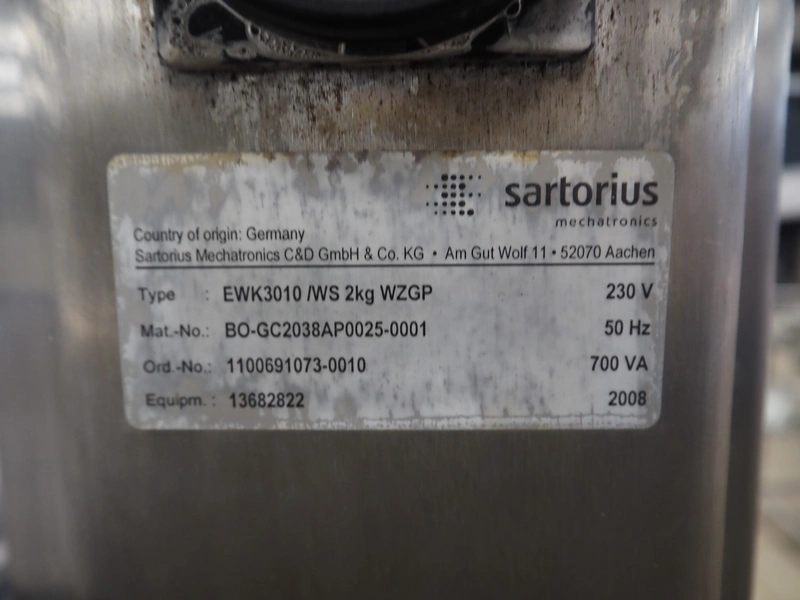 sartorius
mechatronics
Country of origin: Germany
Sartorius Mechatronics C&D GmbH & Co. KG • Am Gut Wolf 11 • 52070 Aachen
Type : EWK3010 /WS 2kg WZGP 230 V
Mat.-No.: BO-GC2038AP0025-0001 50 Hz
Ord.-No.: 1100691073-0010 700 VA
Equipm. : 13682822 2008